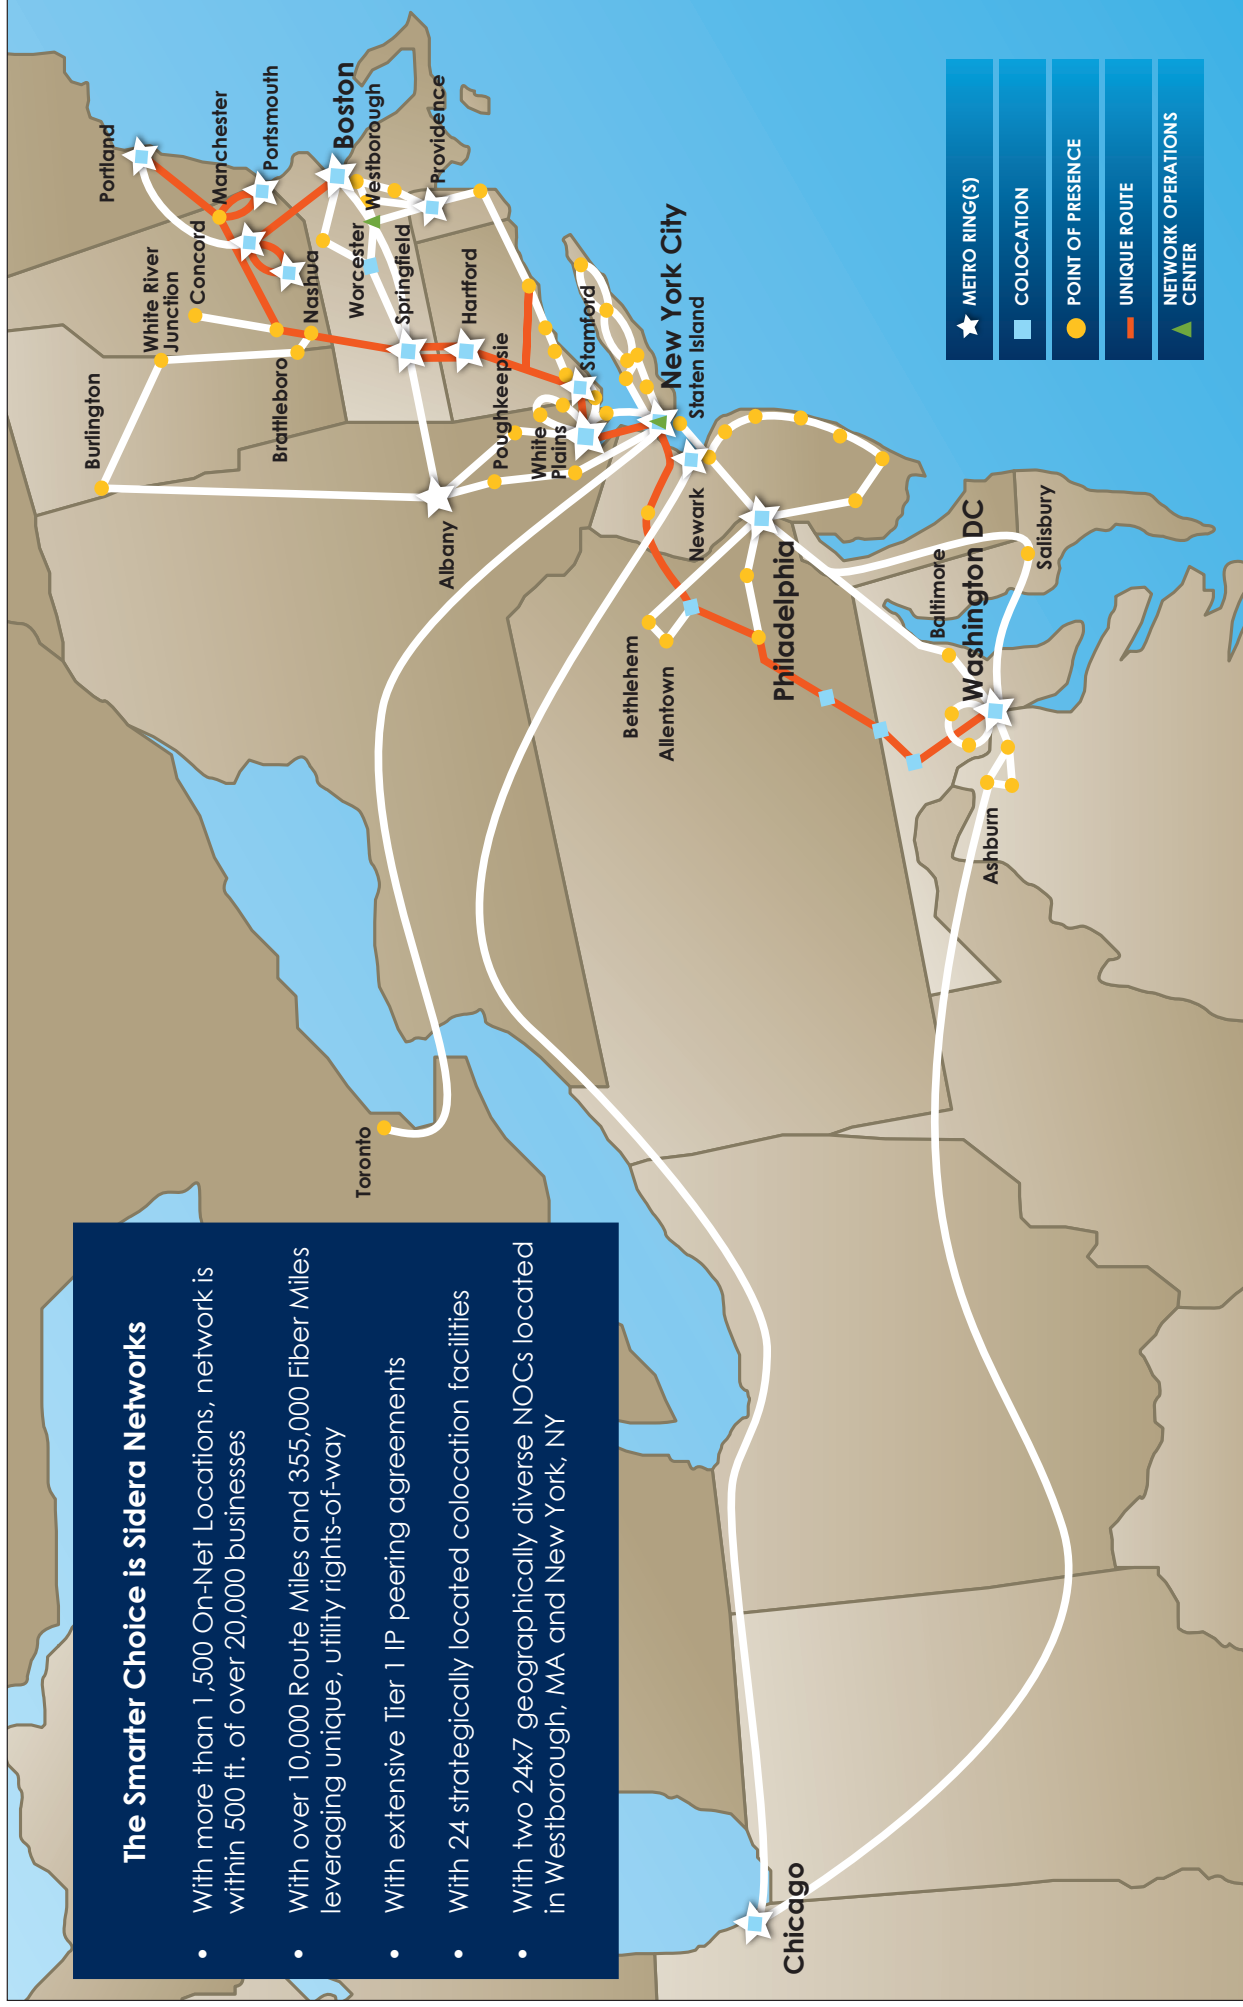 The Smarter Choice is Sidera Networks
• With more than 1,500 On-Net Locations, network is
within 500 ft. of over 20,000 businesses
• With over 10,000 Route Miles and 355,000 Fiber Miles
leveraging unique, utility rights-of-way
• With extensive Tier 1 IP peering agreements
• With 24 strategically located colocation facilities
• With two 24x7 geographically diverse NOCs located
in Westborough, MA and New York, NY
Toronto
Chicago
Burlington
White River
Junction
Concord
Portland
Manchester
Portsmouth
Brattleboro
Nashua
Boston
Worcester
Westborough
Springfield
Providence
Albany
Hartford
Poughkeepsie
White
Plains
Stamford
New York City
Staten Island
Newark
Bethlehem
Allentown
Philadelphia
Baltimore
Washington DC
Salisbury
Ashburn
METRO RING(S)
COLOCATION
POINT OF PRESENCE
UNIQUE ROUTE
NETWORK OPERATIONS
CENTER